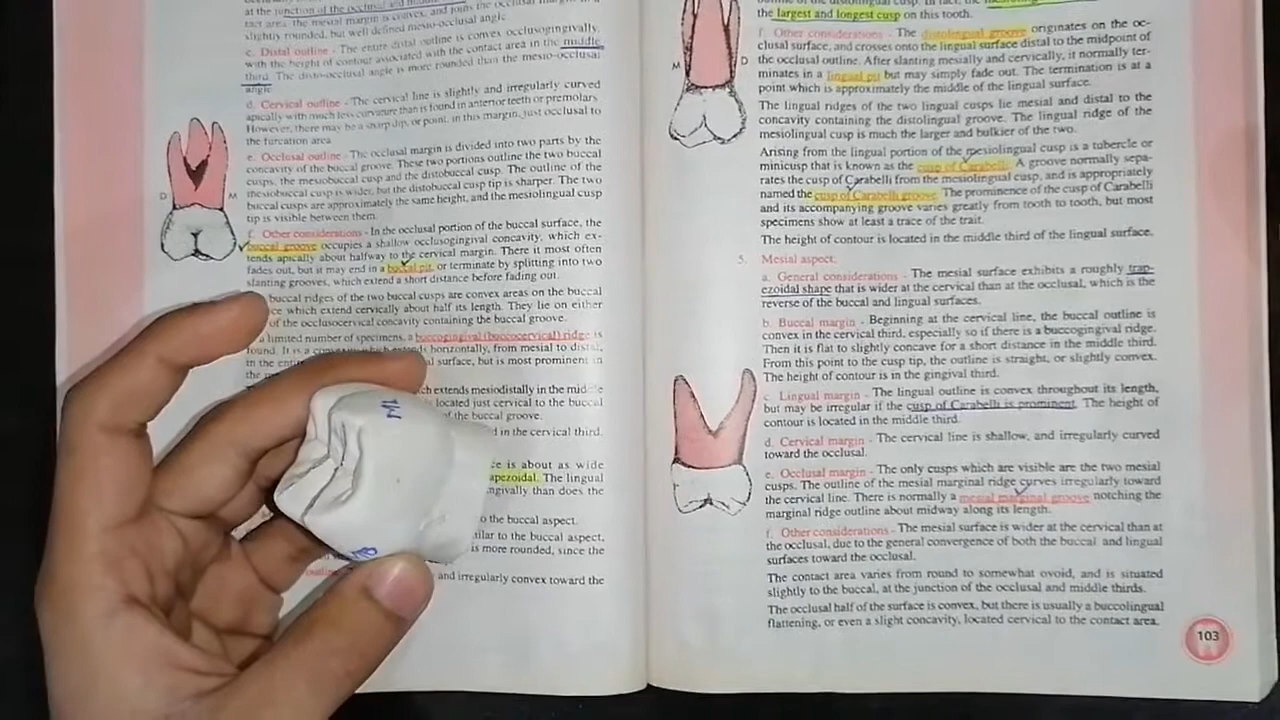 at the junction of the occlusal and middle
tact area, the mesial margin is convex, and joins the occlusal margin in a
slightly rounded, but well defined mesio-occlusal angle.
c. Distal outline - The entire distal outline is convex occlusogingivally,
with the height of contour associated with the contact area in the middle
third. The disto-occlusal angle is more rounded than the mesio-occlusal
angle
d. Cervical outline - The cervical line is slightly and irregularly curved
apically with much less curvature than is found in anterior teeth or premolars.
However, there may be a sharp dip, or point, in this margin, just occlusal to
the furcation area.
e. Occlusal outline - The occlusal margin is divided into two parts by the
concavity of the buccal groove. These two portions outline the two buccal
cusps, the mesiobuccal cusp and the distobuccal cusp. The outline of the
mesiobuccal cusp is wider, but the distobuccal cusp tip is sharper. The two
buccal cusps are approximately the same height, and the mesiolingual cusp
tip is visible between them.
D M
f. Other considerations - In the occlusal portion of the buccal surface, the
buccal groove occupies a shallow occlusogingival concavity, which ex-
tends apically about halfway to the cervical margin. There it most often
fades out, but it may end in a buccal pit, or terminate by splitting into two
slanting grooves, which extend a short distance before fading out.
buccal ridges of the two buccal cusps are convex areas on the buccal
ce which extend cervically about half its length. They lie on either
of the occlusocervical concavity containing the buccal groove.
a limited number of specimens, a buccogingival (buccocervical) ridge is
found. It is a horizontally, from mesial to distal
in the entire al surface, but is most prominent in
the
ch extends mesiodistally in the middle
located just cervical to the buccal
of the buccal groove.
d in the cervical third.
ce is about as wide
apezoidal. The lingual
ngivally than does the
o the buccal aspect.
ilar to the buccal aspect,
is more rounded, since the
outline and irregularly convex toward the
M
D
the largest and longest cusp on this tooth.
M D
f. Other considerations - The distolingual groove originates on the oc-
clusal surface, and crosses onto the lingual surface distal to the midpoint of
the occlusal outline. After slanting mesially and cervically, it normally ter-
minates in a lingual pit but may simply fade out. The termination is at a
point which is approximately the middle of the lingual surface.
The lingual ridges of the two lingual cusps lie mesial and distal to the
concavity containing the distolingual groove. The lingual ridge of the
mesiolingual cusp is much the larger and bulkier of the two.
Arising from the lingual portion of the mesiolingual cusp is a tubercle or
minicusp that is known as the cusp of Carabelli. A groove normally sepa-
rates the cusp of Carabelli from the mesiolingual cusp, and is appropriately
named the cusp of Carabelli groove. The prominence of the cusp of Carabelli
and its accompanying groove varies greatly from tooth to tooth, but most
specimens show at least a trace of the trait.
The height of contour is located in the middle third of the lingual surface.
5. Mesial aspect:
a. General considerations - The mesial surface exhibits a roughly trap-
ezoidal shape that is wider at the cervical than at the occlusal, which is the
reverse of the buccal and lingual surfaces.
b. Buccal margin - Beginning at the cervical line, the buccal outline is
convex in the cervical third, especially so if there is a buccogingival ridge.
Then it is flat to slightly concave for a short distance in the middle third.
From this point to the cusp tip, the outline is straight, or slightly convex.
The height of contour is in the gingival third.
c. Lingual margin - The lingual outline is convex throughout its length,
but may be irregular if the cusp of Carabelli is prominent. The height of
contour is located in the middle third.
d. Cervical margin - The cervical line is shallow, and irregularly curved
toward the occlusal.
e. Occlusal margin - The only cusps which are visible are the two mesial
cusps. The outline of the mesial marginal ridge curves irregularly toward
the cervical line. There is normally a mesial marginal groove notching the
marginal ridge outline about midway along its length.
f. Other considerations - The mesial surface is wider at the cervical than at
the occlusal, due to the general convergence of both the buccal and lingual
surfaces toward the occlusal.
The contact area varies from round to somewhat ovoid, and is situated
slightly to the buccal, at the junction of the occlusal and middle thirds.
The occlusal half of the surface is convex, but there is usually a buccolingual
flattening, or even a slight concavity, located cervical to the contact area.
103